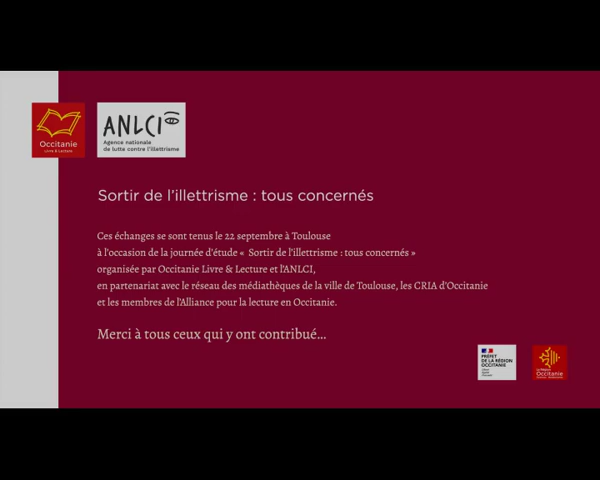 Occitanie
Livre & Lecture
ANLCI
Agence nationale
de lutte contre l'illettrisme
Sortir de l'illettrisme : tous concernés
Ces échanges se sont tenus le 22 septembre à Toulouse
à l'occasion de la journée d'étude «  Sortir de l'illettrisme : tous concernés »
organisée par Occitanie Livre & Lecture et l'ANLCI,
en partenariat avec le réseau des médiathèques de la ville de Toulouse, les CRIA d'Occitanie
et les membres de l'Alliance pour la lecture en Occitanie.
Merci à tous ceux qui y ont contribué...
PRÉFET
DE LA RÉGION
OCCITANIE
La Région
Occitanie